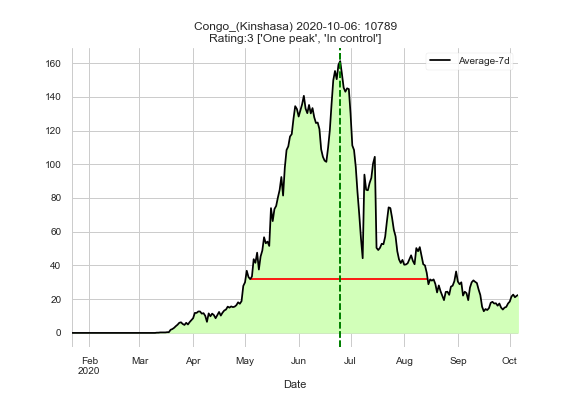 Congo_(Kinshasa) 2020-10-06: 10789
Rating:3 ['One peak', 'In control']
Average-7d
160
140
120
100
80
60
40
20
0
Feb
2020
Mar
Apr
May
Jun
Jul
Aug
Sep
Oct
Date